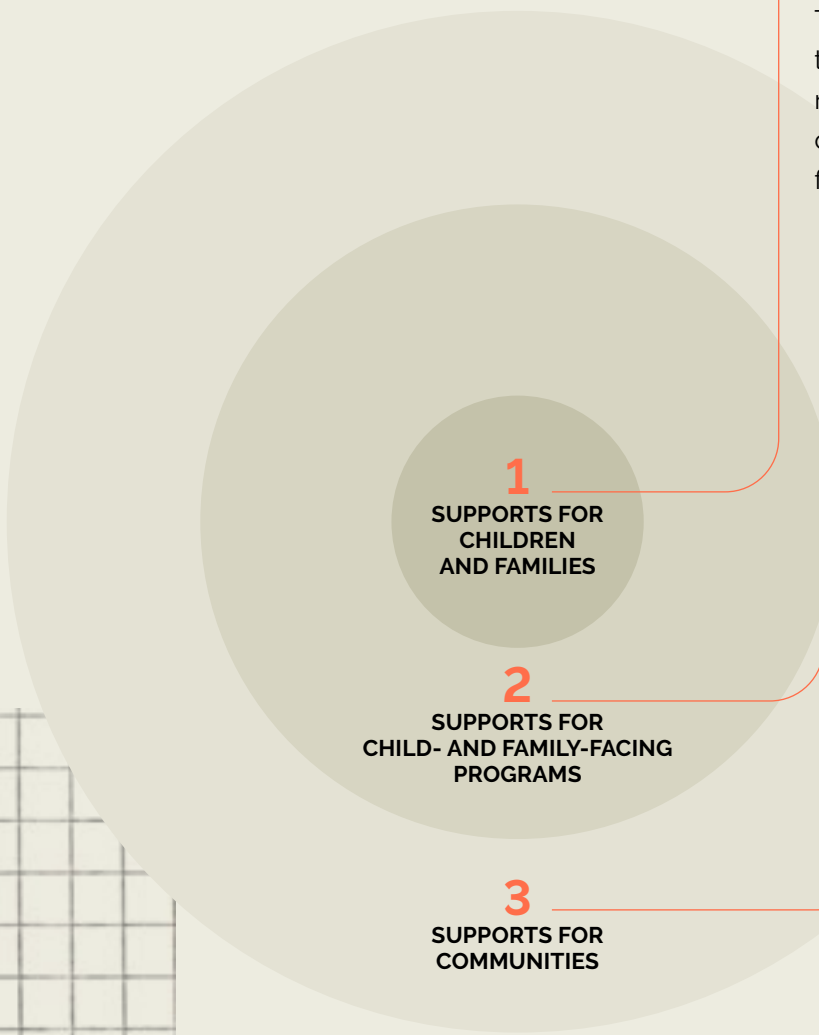 1
SUPPORTS FOR
CHILDREN
AND FAMILIES
2
SUPPORTS FOR
CHILD- AND FAMILY-FACING
PROGRAMS
3
SUPPORTS FOR
COMMUNITIES